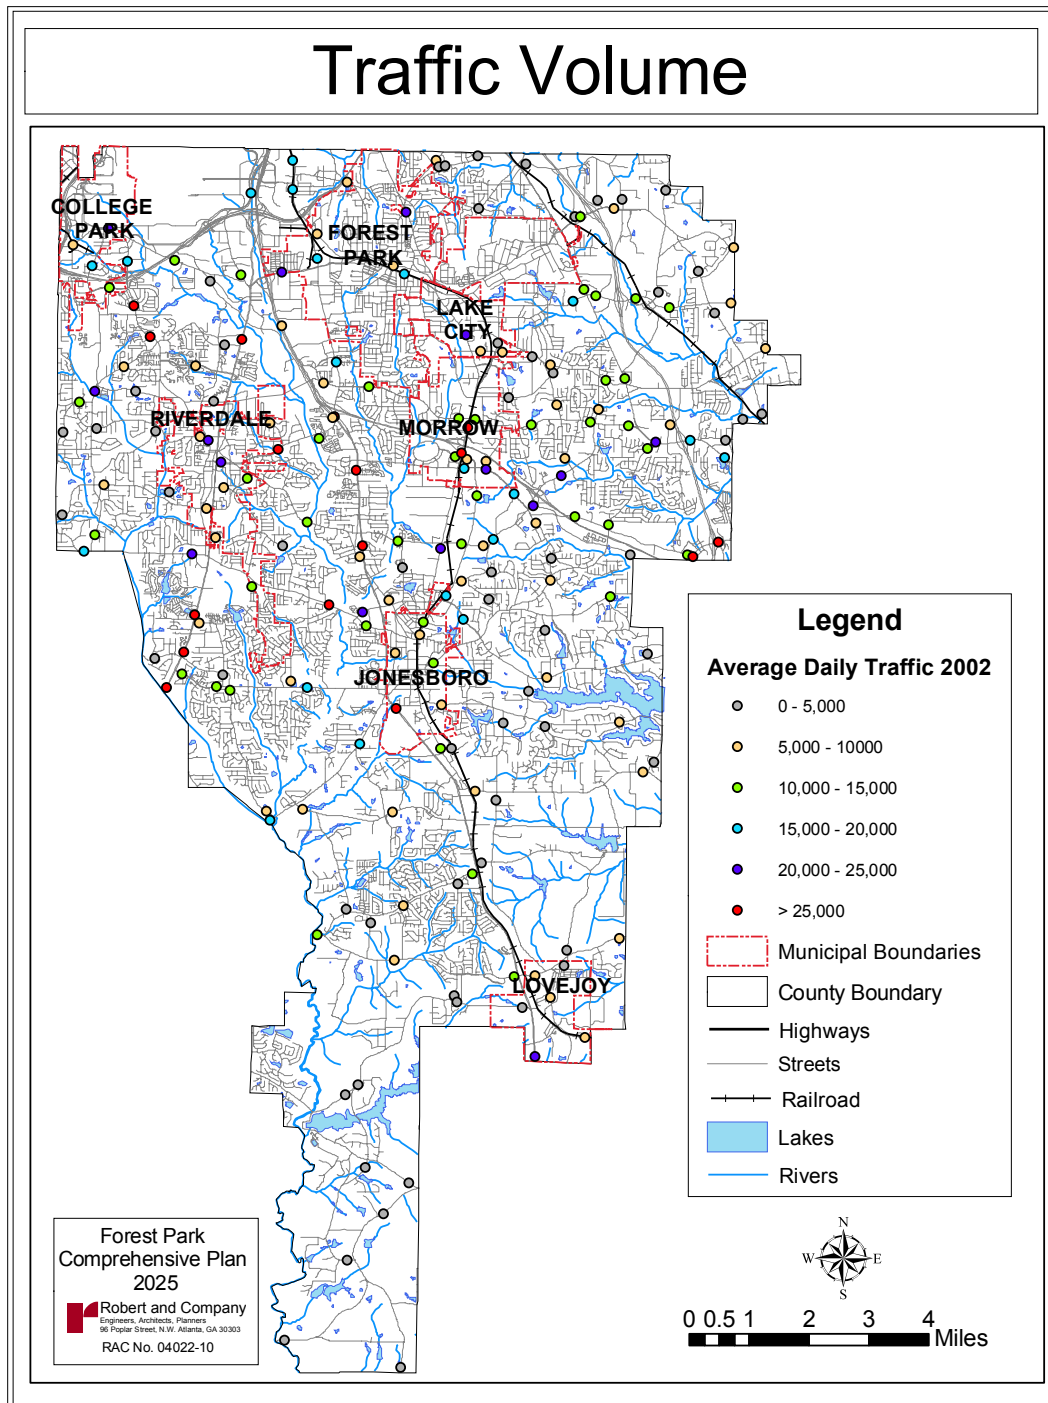 Traffic Volume
COLLEGE
PARK
FOREST
PARK
LAKE
CITY
RIVERDALE
MORROW
JONESBORO
LOVEJOY
Legend
Average Daily Traffic 2002
0 - 5,000
5,000 - 10000
10,000 - 15,000
15,000 - 20,000
20,000 - 25,000
> 25,000
Municipal Boundaries
County Boundary
Highways
Streets
Railroad
Lakes
Rivers
N
W E
S
0 0.5 1 2 3 4
Miles
Forest Park
Comprehensive Plan
2025
Robert and Company
Engineers, Architects, Planners
96 Poplar Street, N.W. Atlanta, GA 30303
RAC No. 04022-10